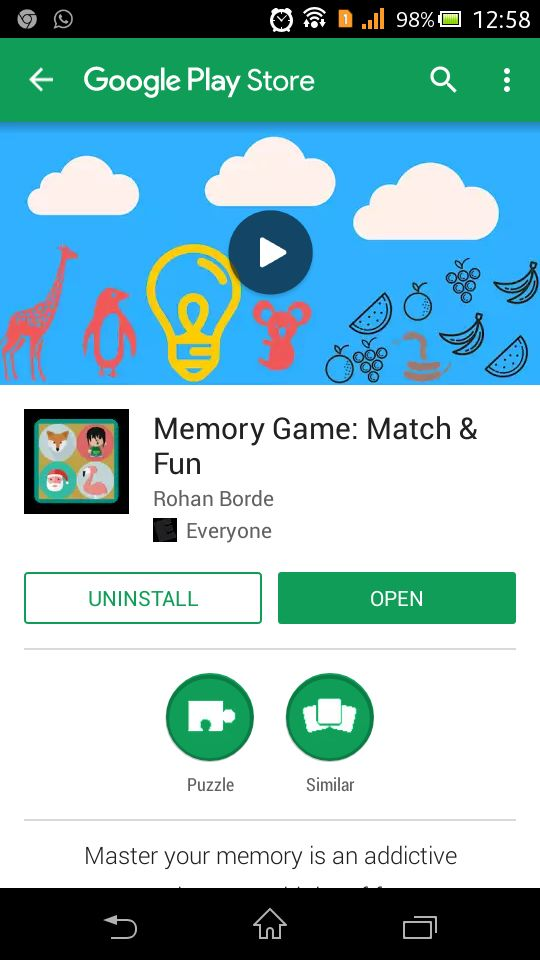 1 98% 12:58
Google Play Store
Memory Game: Match &
Fun
Rohan Borde
Everyone
UNINSTALL
OPEN
Puzzle
Similar
Master your memory is an addictive